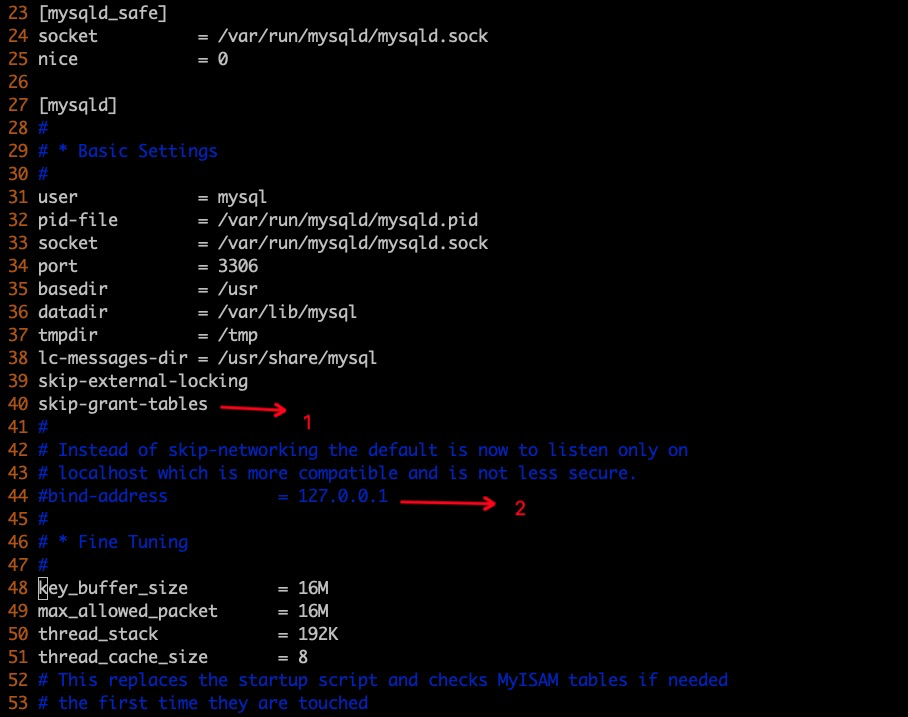 23 [mysqld_safe]
24 socket          = /var/run/mysqld/mysqld.sock
25 nice            = 0
26
27 [mysqld]
28 #
29 # * Basic Settings
30 #
31 user            = mysql
32 pid-file        = /var/run/mysqld/mysqld.pid
33 socket          = /var/run/mysqld/mysqld.sock
34 port            = 3306
35 basedir         = /usr
36 datadir         = /var/lib/mysql
37 tmpdir          = /tmp
38 lc-messages-dir = /usr/share/mysql
39 skip-external-locking
40 skip-grant-tables 1
41 #
42 # Instead of skip-networking the default is now to listen only on
43 # localhost which is more compatible and is not less secure.
44 #bind-address           = 127.0.0.1 2
45 #
46 # * Fine Tuning
47 #
48 key_buffer_size         = 16M
49 max_allowed_packet      = 16M
50 thread_stack            = 192K
51 thread_cache_size       = 8
52 # This replaces the startup script and checks MyISAM tables if needed
53 # the first time they are touched